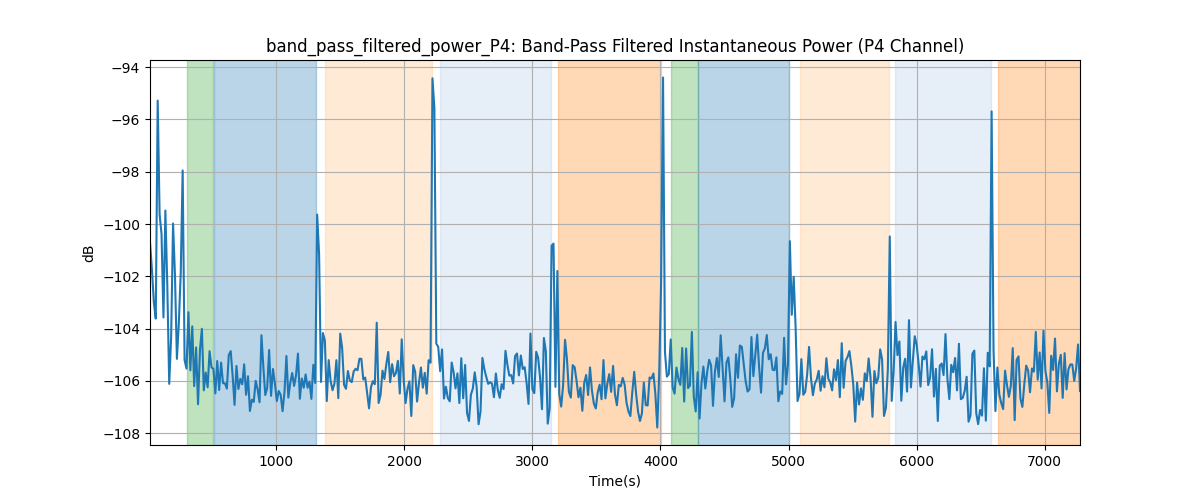 band_pass_filtered_power_P4: Band-Pass Filtered Instantaneous Power (P4 Channel)
−94
−96
−98
−100
−102
−104
−106
−108
dB
1000 2000 3000 4000 5000 6000 7000
Time(s)